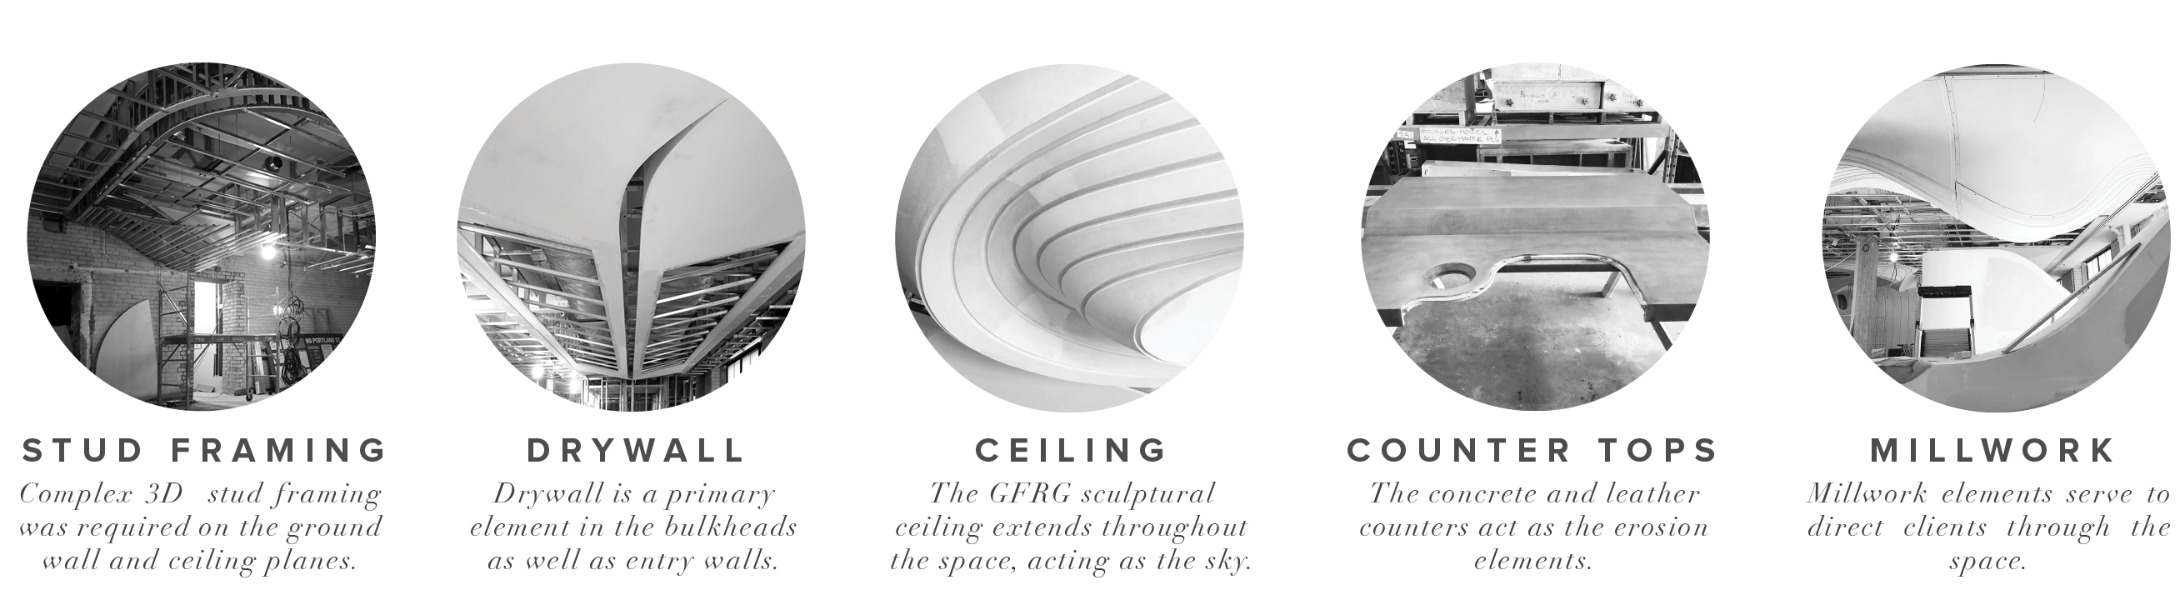 STUD FRAMING
Complex 3D stud framing
was required on the ground
wall and ceiling planes.
DRYWALL
Drywall is a primary
element in the bulkheads
as well as entry walls.
CEILING
The GFRG sculptural
ceiling extends throughout
the space, acting as the sky.
COUNTER TOPS
The concrete and leather
counters act as the erosion
elements.
MILLWORK
Millwork elements serve to
direct clients through the
space.